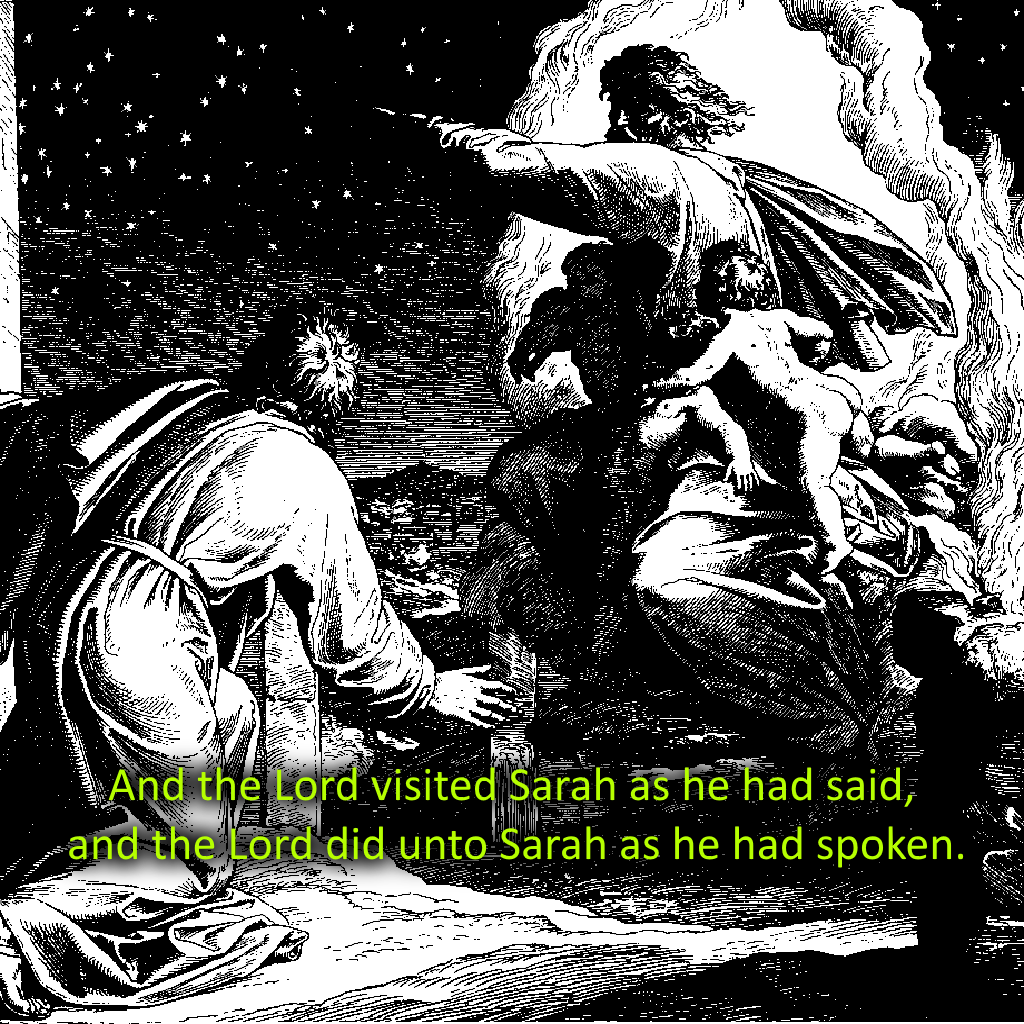 And the Lord visited Sarah as he had said,
and the Lord did unto Sarah as he had spoken.